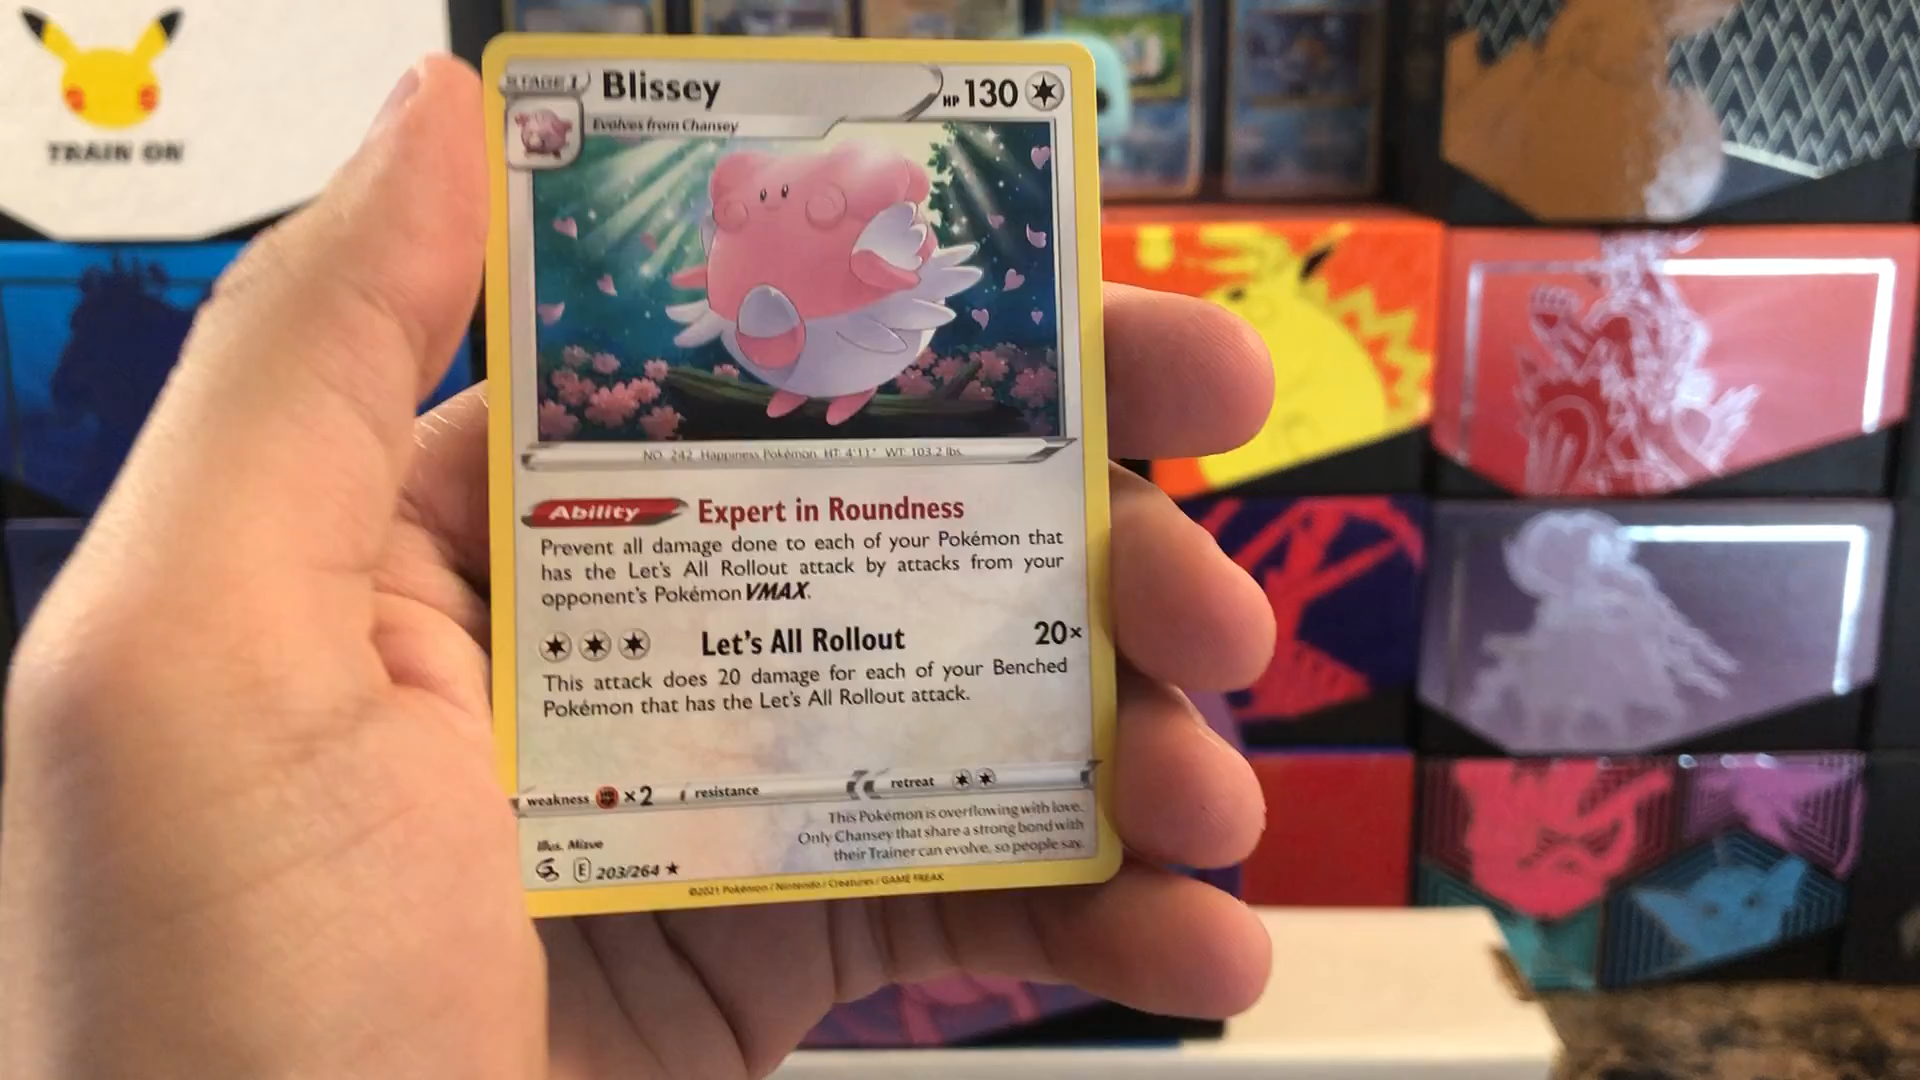 TRAIN ON
STAGE 1
Blissey
HP 130
Evolves from Chansey
NO. 242 Happiness Pokémon HT: 4'11" WT: 103.2 lbs.
Ability Expert in Roundness
Prevent all damage done to each of your Pokémon that
has the Let's All Rollout attack by attacks from your
opponent's Pokémon VMAX.
Let's All Rollout 20×
This attack does 20 damage for each of your Benched
Pokémon that has the Let's All Rollout attack.
weakness ×2 resistance retreat
This Pokémon is overflowing with love.
Only Chansey that share a strong bond with
their Trainer can evolve, so people say.
Illus. Mizue
E 203/264 ★
©2021 Pokémon / Nintendo / Creatures / GAME FREAK